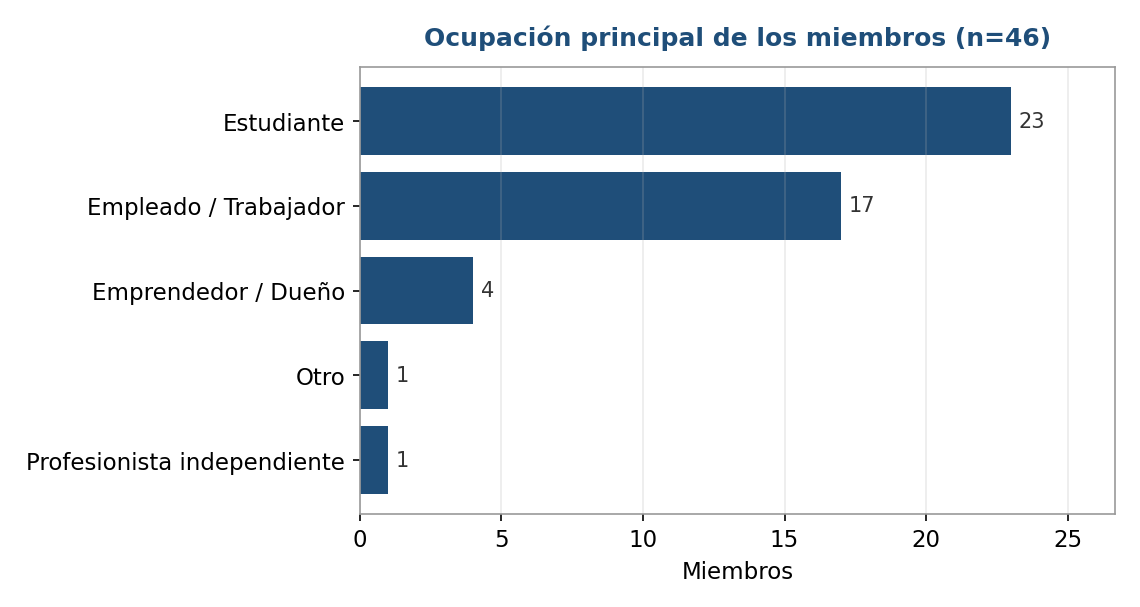 Ocupación principal de los miembros (n=46)
Estudiante 23
Empleado / Trabajador 17
Emprendedor / Dueño 4
Otro 1
Profesionista independiente 1
0 5 10 15 20 25
Miembros